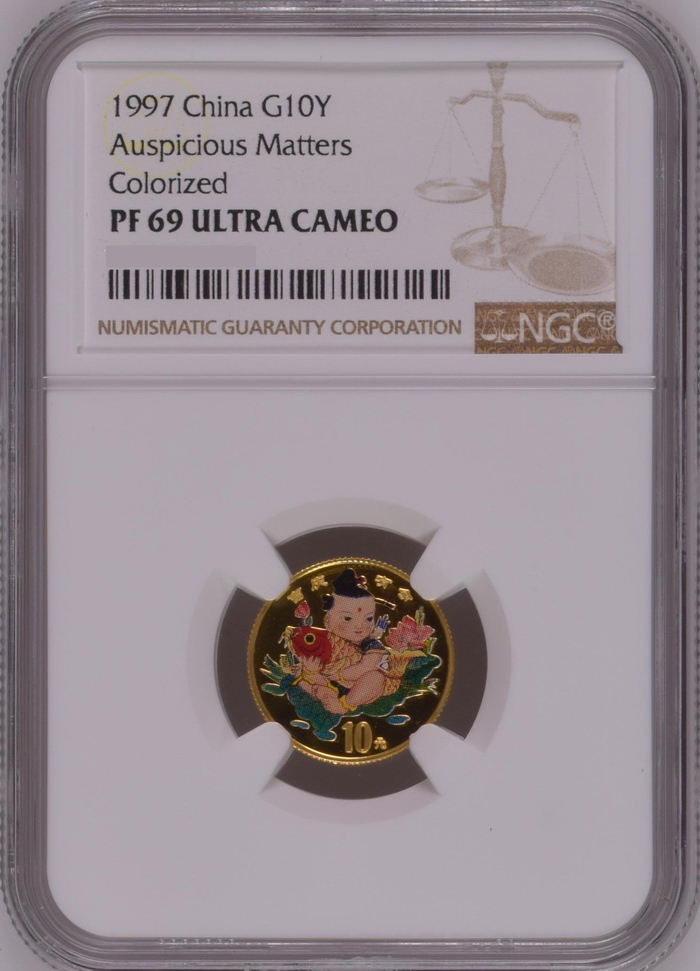 1997 China G10Y
Auspicious Matters
Colorized
PF 69 ULTRA CAMEO
NUMISMATIC GUARANTY CORPORATION
NGC®
10元